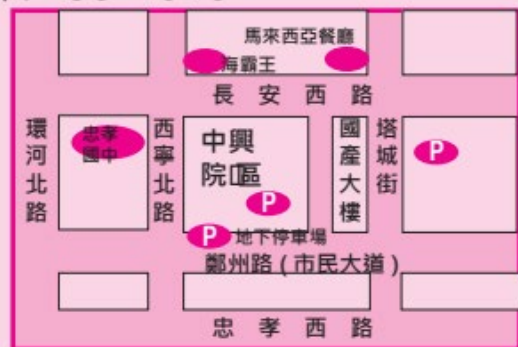 馬來西亞餐廳
海霸王
長安西路
環河北路
忠孝
國中
西寧北路
中興
院區
國產大樓
塔城街
P
P
P 地下停車場
鄭州路(市民大道)
忠孝西路